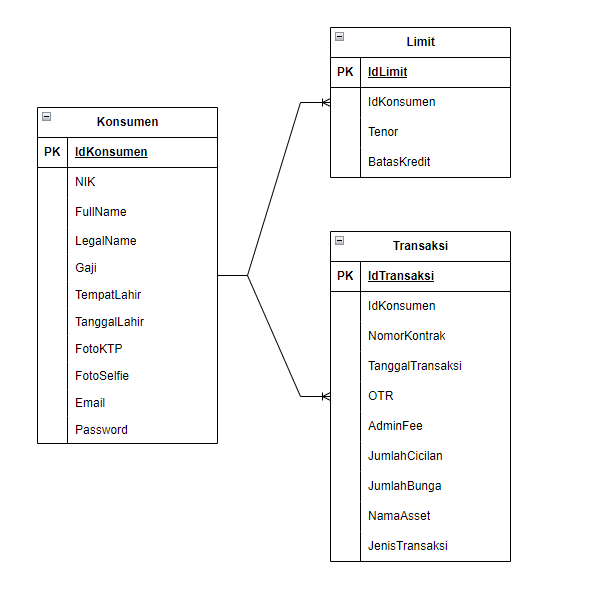 Konsumen
PK IdKonsumen
NIK
FullName
LegalName
Gaji
TempatLahir
TanggalLahir
FotoKTP
FotoSelfie
Email
Password
Limit
PK IdLimit
IdKonsumen
Tenor
BatasKredit
Transaksi
PK IdTransaksi
IdKonsumen
NomorKontrak
TanggalTransaksi
OTR
AdminFee
JumlahCicilan
JumlahBunga
NamaAsset
JenisTransaksi